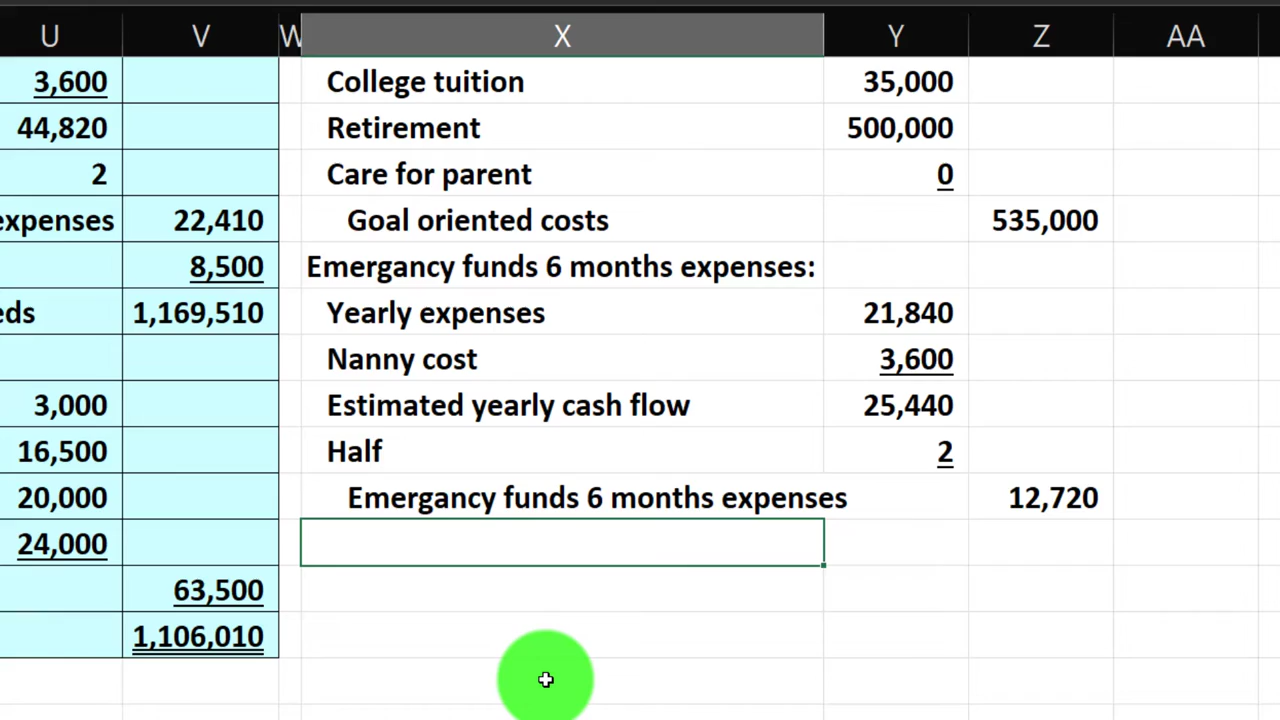 U V W X Y Z AA
3,600 College tuition 35,000
44,820 Retirement 500,000
2 Care for parent 0
expenses 22,410 Goal oriented costs 535,000
8,500 Emergancy funds 6 months expenses:
eds 1,169,510 Yearly expenses 21,840
Nanny cost 3,600
3,000 Estimated yearly cash flow 25,440
16,500 Half 2
20,000 Emergancy funds 6 months expenses 12,720
24,000
63,500
1,106,010